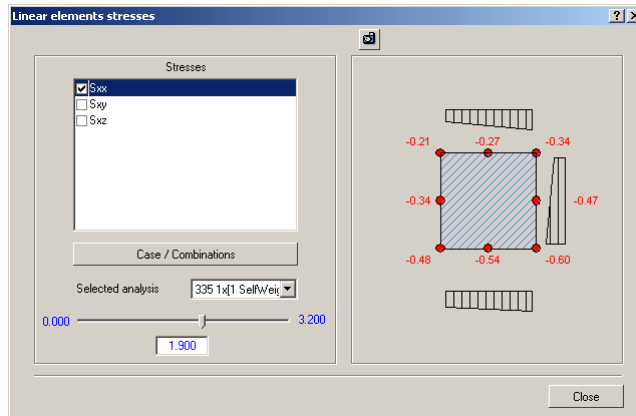 Linear elements stresses
Stresses
Sxx
Sxy
Sxz
Case / Combinations
Selected analysis 335 1x[1 SelfWeig
0.000 3.200
1.900
-0.21 -0.27 -0.34
-0.34 -0.47
-0.48 -0.54 -0.60
Close